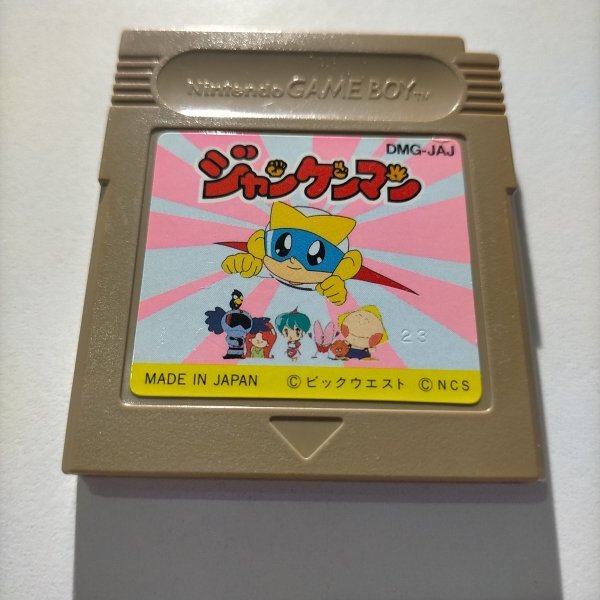 Nintendo GAME BOY™
DMG-JAJ
ジャンケンマン
23
MADE IN JAPAN ©ビックウエスト ©NCS